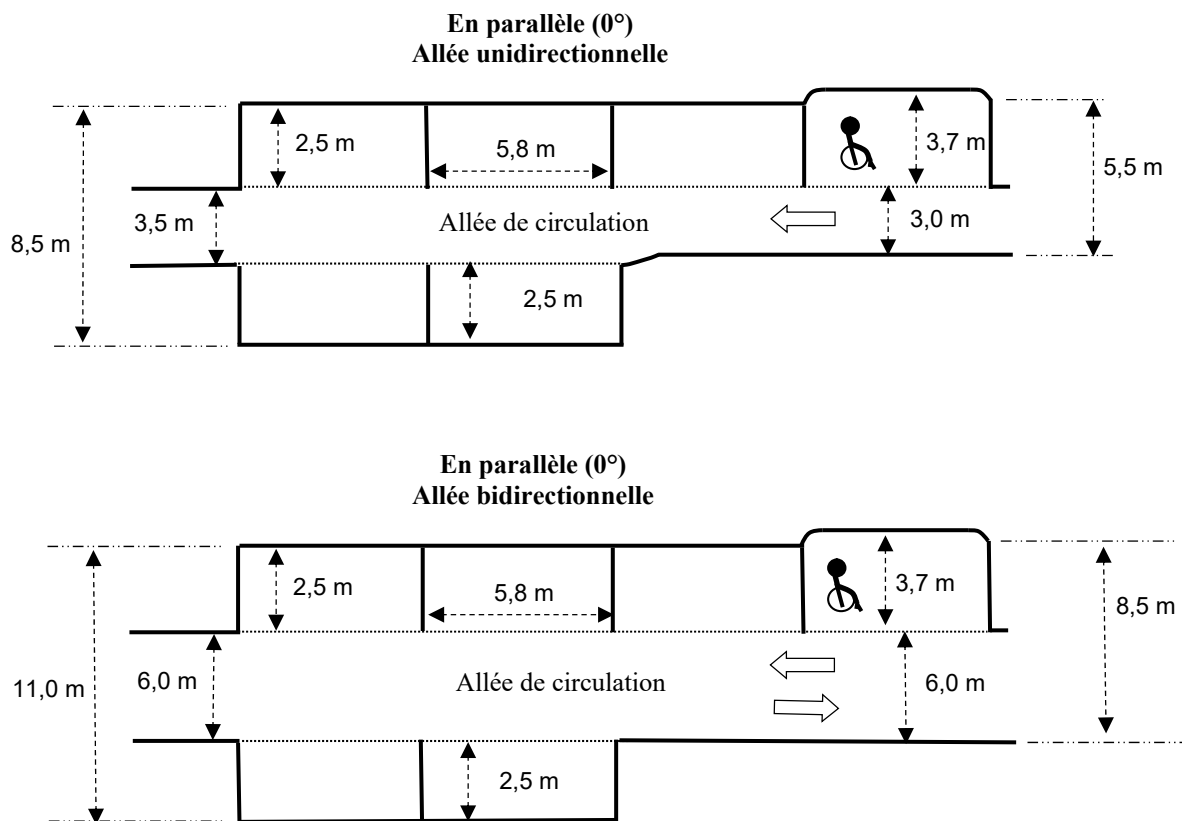 En parallèle (0°)
Allée unidirectionnelle
2,5 m
5,8 m
3,7 m
5,5 m
3,5 m
Allée de circulation
3,0 m
8,5 m
2,5 m
En parallèle (0°)
Allée bidirectionnelle
2,5 m
5,8 m
3,7 m
8,5 m
11,0 m
6,0 m
Allée de circulation
6,0 m
2,5 m